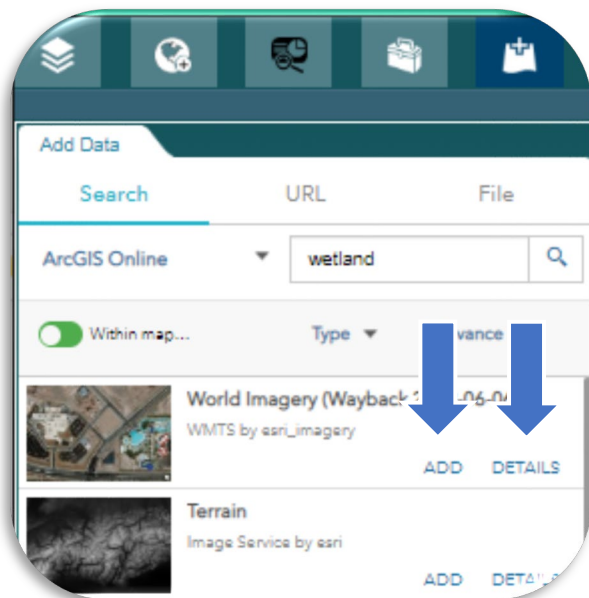 Add Data
Search URL File
ArcGIS Online wetland
Within map... Type
World Imagery (Wayback
WMTS by esri_imagery
ADD DETAILS
Terrain
Image Service by esri
ADD